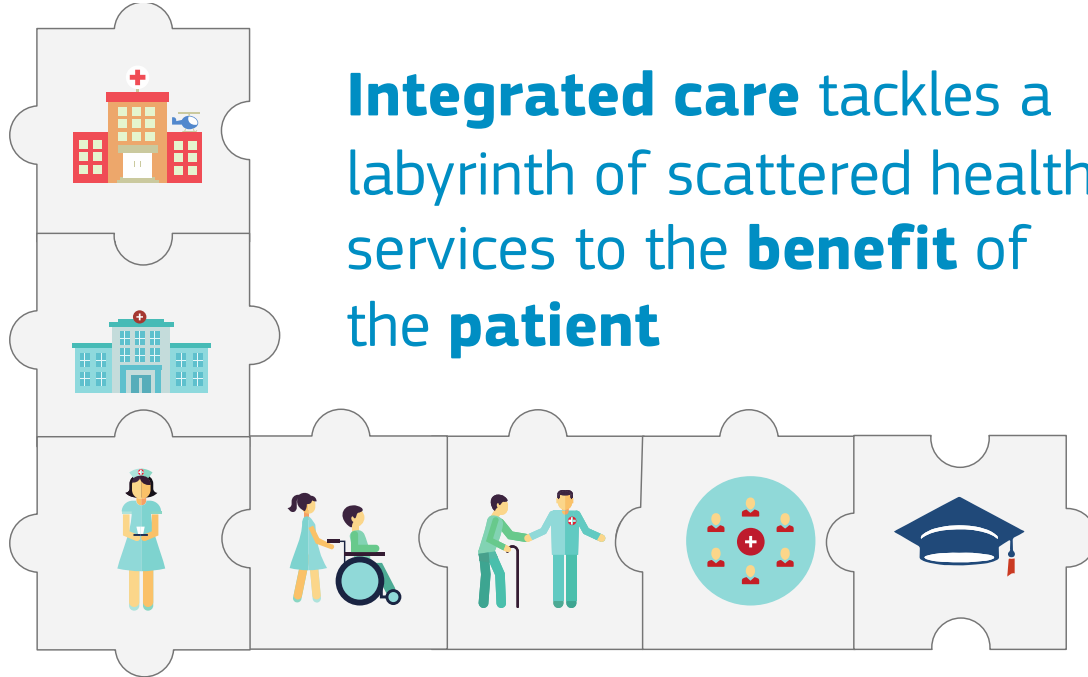 Integrated care tackles a
labyrinth of scattered health
services to the benefit of
the patient